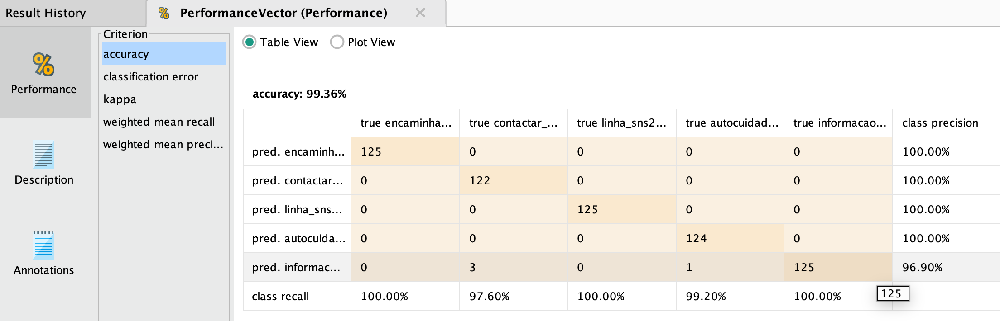 Result History
PerformanceVector (Performance)
Performance
Description
Annotations
Criterion
accuracy
classification error
kappa
weighted mean recall
weighted mean preci...
Table View Plot View
accuracy: 99.36%
true encaminha... true contactar_... true linha_sns2... true autocuidad... true informacao... class precision
pred. encaminh... 125 0 0 0 0 100.00%
pred. contactar... 0 122 0 0 0 100.00%
pred. linha_sns... 0 0 125 0 0 100.00%
pred. autocuida... 0 0 0 124 0 100.00%
pred. informac... 0 3 0 1 125 96.90%
class recall 100.00% 97.60% 100.00% 99.20% 100.00%
125